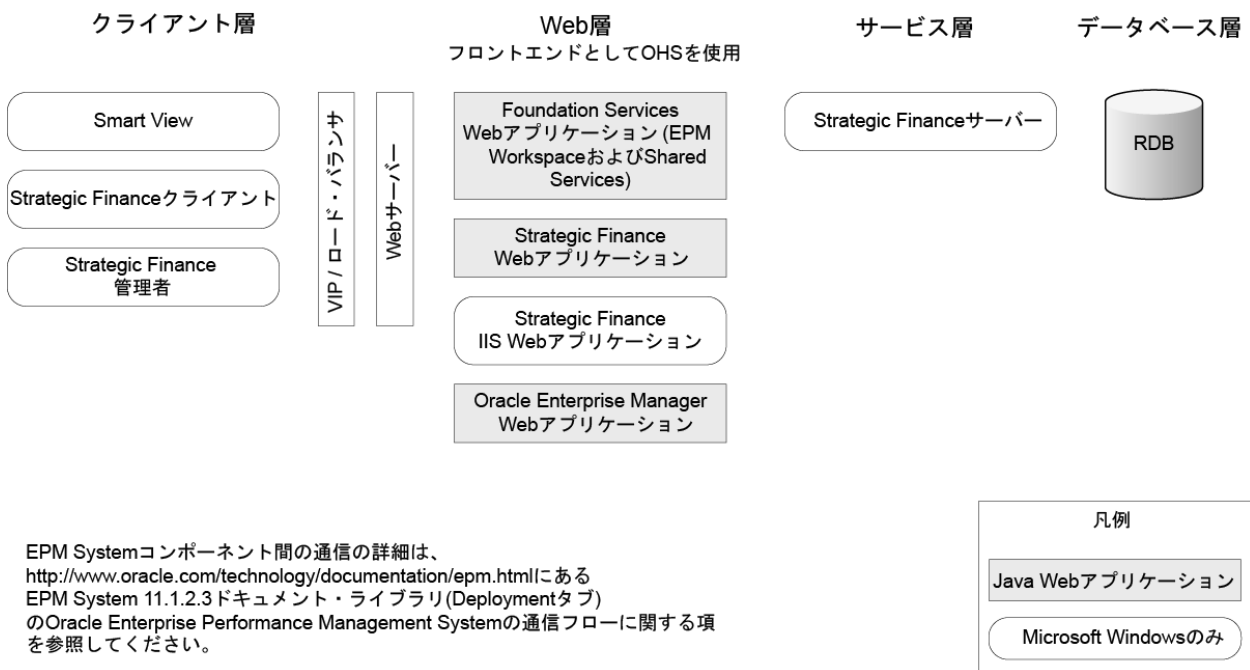 クライアント層
Web層
フロントエンドとしてOHSを使用
サービス層
データベース層
Smart View
Strategic Financeクライアント
Strategic Finance
管理者
VIP / ロード・バランサ
Webサーバー
Foundation Services
Webアプリケーション (EPM
WorkspaceおよびShared
Services)
Strategic Finance
Webアプリケーション
Strategic Finance
IIS Webアプリケーション
Oracle Enterprise Manager
Webアプリケーション
Strategic Financeサーバー
RDB
EPM Systemコンポーネント間の通信の詳細は、
http://www.oracle.com/technology/documentation/epm.htmlにある
EPM System 11.1.2.3ドキュメント・ライブラリ(Deploymentタブ)
のOracle Enterprise Performance Management Systemの通信フローに関する項
を参照してください。
凡例
Java Webアプリケーション
Microsoft Windowsのみ